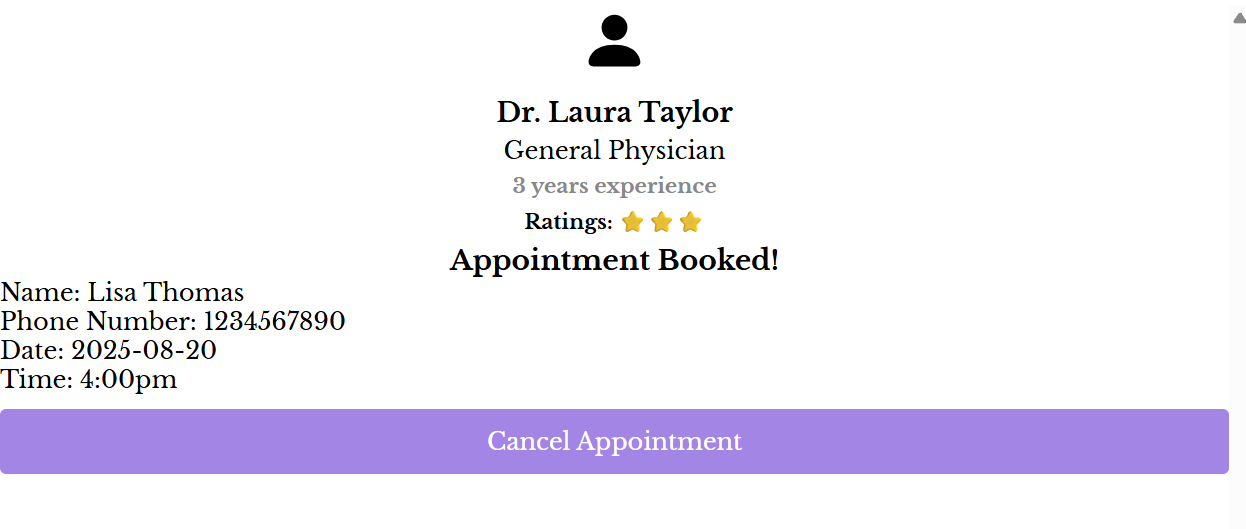 Dr. Laura Taylor
General Physician
3 years experience
Ratings: ⭐⭐⭐
Appointment Booked!
Name: Lisa Thomas
Phone Number: 1234567890
Date: 2025-08-20
Time: 4:00pm
Cancel Appointment